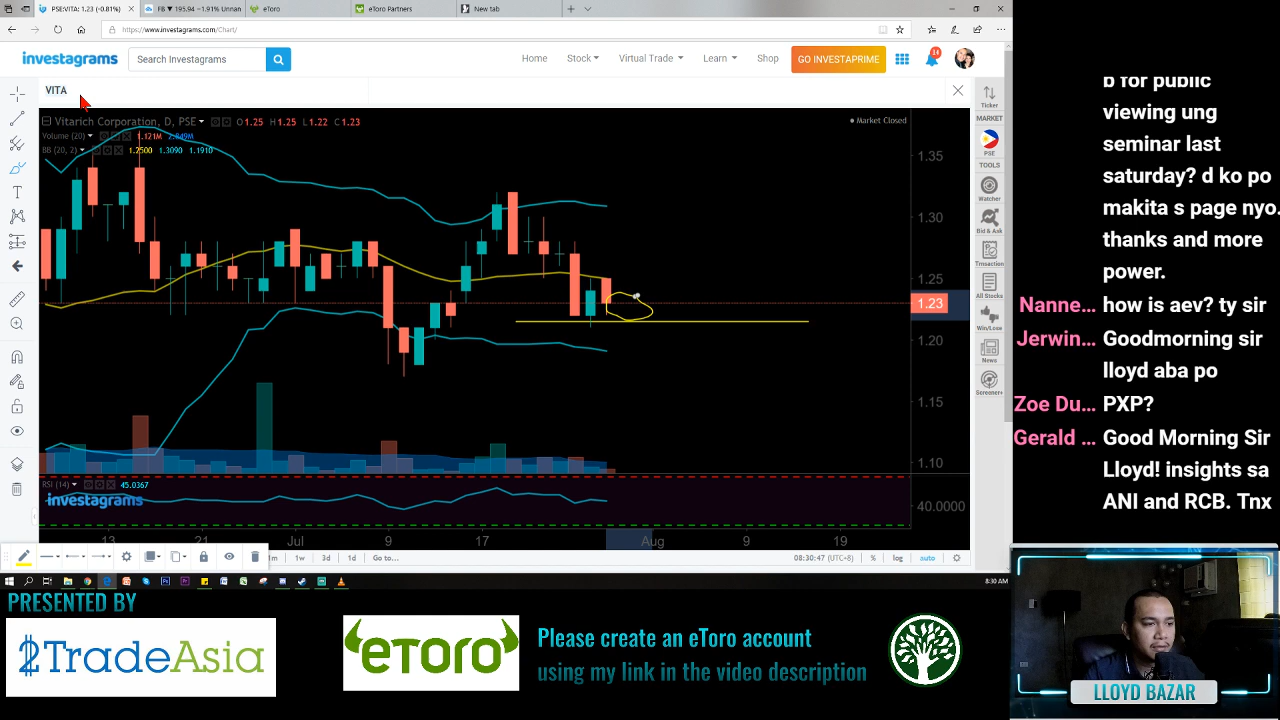 PSE:VITA: 1.23 (-0.81%)
FB ▼ 195.94 −1.91% Unnan
eToro
eToro Partners
New tab
https://www.investagrams.com/Chart/
investagrams
Search Investagrams
Home
Stock
Virtual Trade
Learn
Shop
GO INVESTAPRIME
14
VITA
Vitarich Corporation, D, PSE
O 1.25 H 1.25 L 1.22 C 1.23
Market Closed
Volume (20)
1.121M
BB (20, 2)
1.2500 1.3090 1.1910
1.35
1.30
1.25
1.23
1.20
1.15
1.10
RSI (14)
45.0367
investagrams
40.0000
13
21
Jul
9
17
Aug
9
19
1m
1w
3d
1d
Go to...
08:30:47 (UTC+8)
%
log
auto
8:30 AM
Ticker
MARKET
PSE
TOOLS
Watcher
Bid & Ask
Trnsaction
All Stocks
Win/Lose
News
Screener+
b for public
viewing ung
seminar last
saturday? d ko po
makita s page nyo.
thanks and more
power.
Nanne... how is aev? ty sir
Jerwin... Goodmorning sir
lloyd aba po
Zoe Du... PXP?
Gerald ... Good Morning Sir
Lloyd! insights sa
ANI and RCB. Tnx
PRESENTED BY
2TradeAsia
eToro
Please create an eToro account
using my link in the video description
LLOYD BAZAR